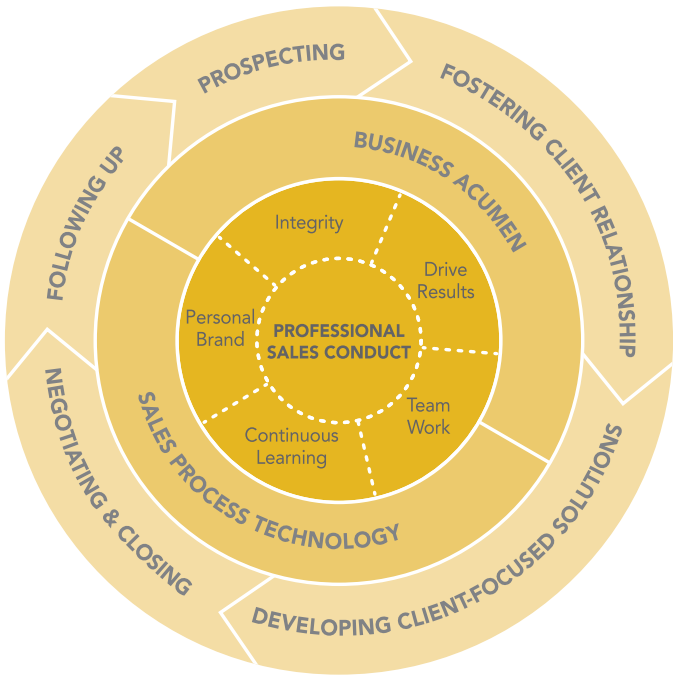 PROSPECTING
FOSTERING CLIENT RELATIONSHIP
DEVELOPING CLIENT-FOCUSED SOLUTIONS
NEGOTIATING & CLOSING
FOLLOWING UP
BUSINESS ACUMEN
SALES PROCESS TECHNOLOGY
Integrity
Drive
Results
Team
Work
Continuous
Learning
Personal
Brand
PROFESSIONAL
SALES CONDUCT